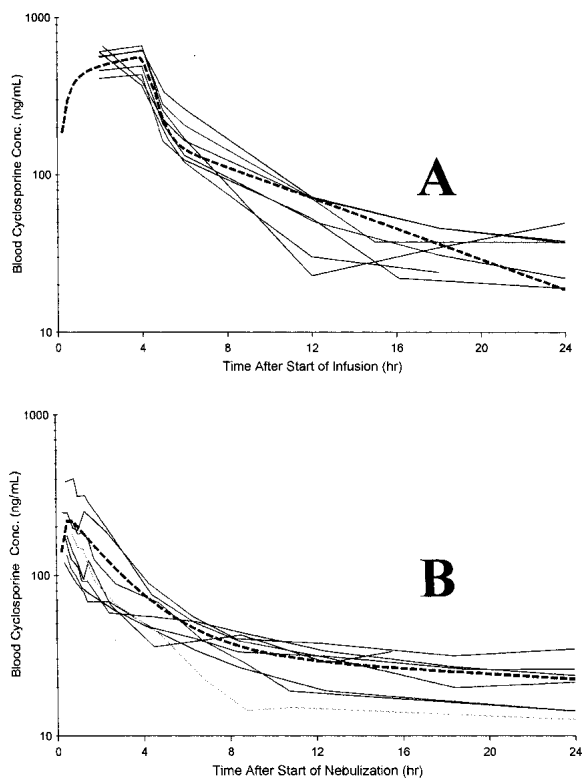 1000
100
10
Blood Cyclosporine Conc. (ng/mL)
A
0 4 8 12 16 20 24
Time After Start of Infusion (hr)
1000
100
10
Blood Cyclosporine Conc. (ng/mL)
B
0 4 8 12 16 20 24
Time After Start of Nebulization (hr)